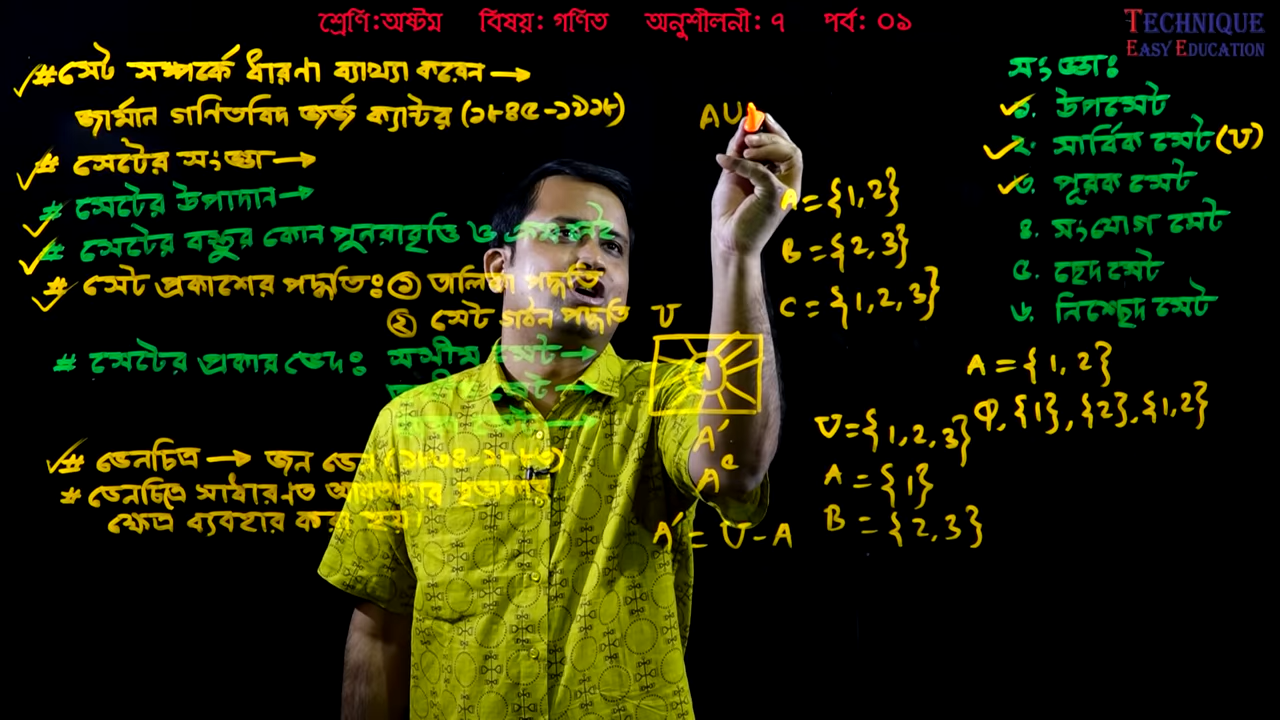 শ্রেণি:অষ্টম বিষয়: গণিত অনুশীলনী: ৭ পর্ব: ০১
TECHNIQUE
EASY EDUCATION
# সেট সম্পর্কে ধারণা ব্যাখ্যা করেন →
জার্মান গণিতবিদ জর্জ ক্যান্টর (১৮৪৫-১৯১৮)
# সেটের সংজ্ঞা →
# সেটের উপাদান →
# সেটের বস্তুর কোন পুনরাবৃত্তি ও
# সেট প্রকাশের পদ্ধতিঃ ① তালিকা পদ্ধতি
② সেট গঠন পদ্ধতি
# সেটের প্রকার ভেদঃ সসীম সেট →
# ভেনচিত্র → জন ভেন
# ভেনচিত্রে সাধারণত
ক্ষেত্র ব্যবহার করা হয়।
AU
A = {1, 2}
B = {2, 3}
C = {1, 2, 3}
U
A'
Aᶜ
A' = U - A
U = {1, 2, 3}
A = {1}
B = {2, 3}
সংজ্ঞাঃ
১. উপসেট
২. সার্বিক সেট (U)
৩. পূরক সেট
৪. সংযোগ সেট
৫. ছেদ সেট
৬. নিশ্ছেদ সেট
A = {1, 2}
Φ, {1}, {2}, {1, 2}